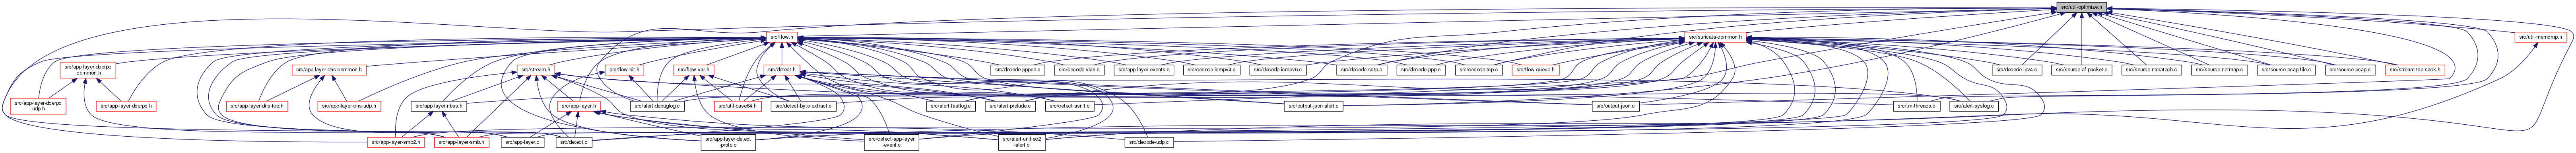 src/util-optimize.h
src/flow.h
src/suricata-common.h
src/util-memcmp.h
src/app-layer-dcerpc
-common.h
src/app-layer-dns-common.h
src/stream.h
src/flow-bit.h
src/flow-var.h
src/detect.h
src/decode-pppoe.c
src/decode-vlan.c
src/app-layer-events.c
src/decode-icmpv4.c
src/decode-icmpv6.c
src/decode-sctp.c
src/decode-ppp.c
src/decode-tcp.c
src/flow-queue.h
src/decode-ipv4.c
src/source-af-packet.c
src/source-napatech.c
src/source-netmap.c
src/source-pcap-file.c
src/source-pcap.c
src/stream-tcp-sack.h
src/app-layer-dcerpc
udp.h
src/app-layer-dcerpc.h
src/app-layer-dns-tcp.h
src/app-layer-dns-udp.h
src/app-layer-nbss.h
src/app-layer.h
src/alert-debuglog.c
src/util-base64.h
src/detect-byte-extract.c
src/alert-fastlog.c
src/alert-prelude.c
src/detect-asn1.c
src/output-json-alert.c
src/output-json.c
src/tm-threads.c
src/alert-syslog.c
src/app-layer-smb2.h
src/app-layer-smb.h
src/app-layer.c
src/detect.c
src/app-layer-detect
-proto.c
src/detect-app-layer
-event.c
src/alert-unified2
-alert.c
src/decode-udp.c